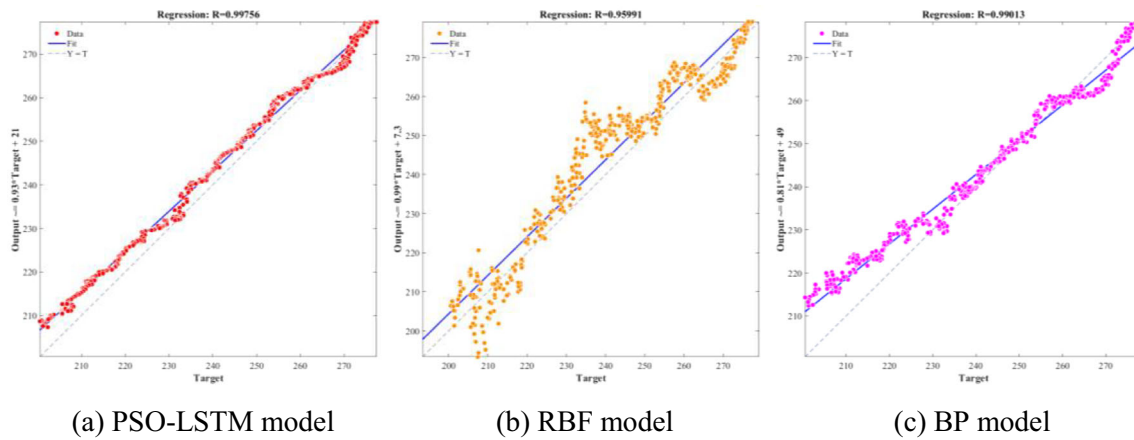 Regression: R=0.99756
Data
Fit
Y = T
Output ~= 0.93*Target + 21
270
260
250
240
230
220
210
210 220 230 240 250 260 270
Target
(a) PSO-LSTM model
Regression: R=0.95991
Data
Fit
Y = T
Output ~= 0.99*Target + 7.3
270
260
250
240
230
220
210
200
200 210 220 230 240 250 260 270
Target
(b) RBF model
Regression: R=0.99013
Data
Fit
Y = T
Output ~= 0.81*Target + 49
270
260
250
240
230
220
210
210 220 230 240 250 260 270
Target
(c) BP model